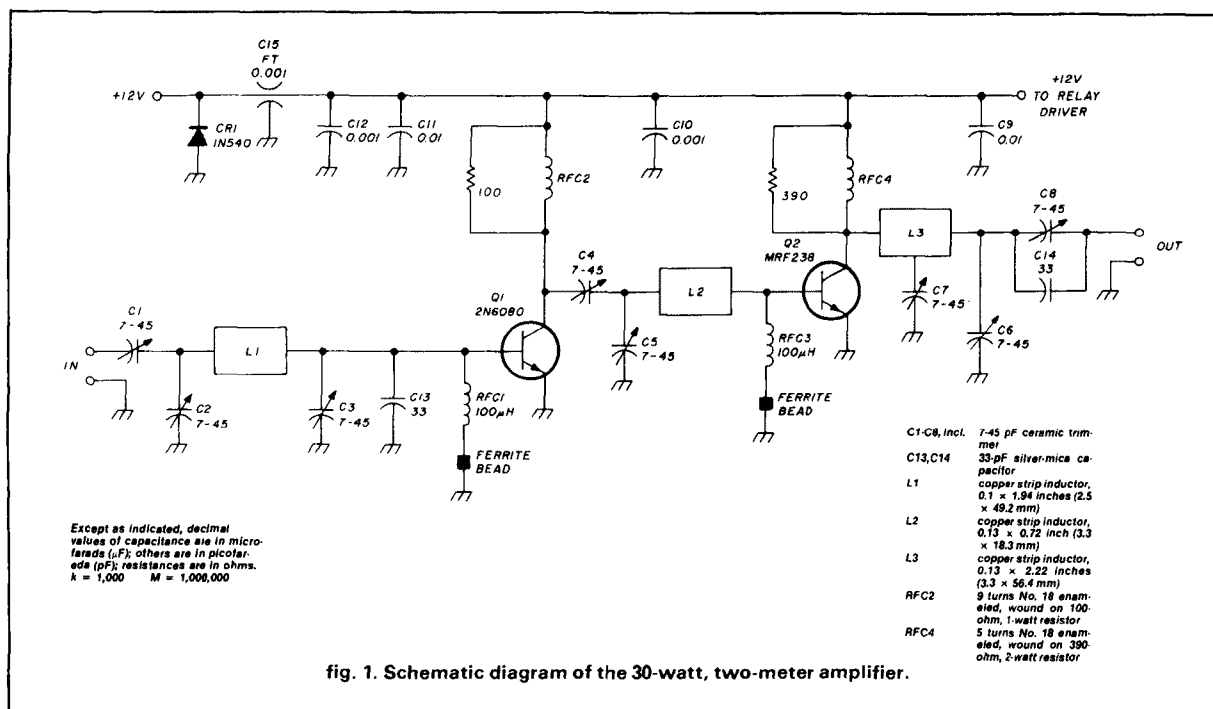 C15
FT
0.001
+12V
CR1
1N540
C12
0.001
C11
0.01
100
RFC2
C10
0.001
390
RFC4
+12V
TO RELAY
DRIVER
C9
0.01
C8
7-45
C14
33
OUT
L3
C7
7-45
C6
7-45
Q2
MRF238
C4
7-45
L2
C5
7-45
RFC3
100µH
FERRITE
BEAD
Q1
2N6080
C1
7-45
IN
L1
C2
7-45
C3
7-45
C13
33
RFC1
100µH
FERRITE
BEAD
Except as indicated, decimal
values of capacitance are in micro-
farads (µF); others are in picofar-
eda (pF); resistances are in ohms.
k = 1,000 M = 1,000,000
C1-C8, Incl. 7-45 pF ceramic trim-
mer
C13,C14 33-pF silver-mica ca-
pacitor
L1 copper strip inductor,
0.1 × 1.94 inches (2.5
× 49.2 mm)
L2 copper strip inductor,
0.13 × 0.72 inch (3.3
× 18.3 mm)
L3 copper strip inductor,
0.13 × 2.22 inches
(3.3 × 56.4 mm)
RFC2 9 turns No. 18 enam-
eled, wound on 100-
ohm, 1-watt resistor
RFC4 5 turns No. 18 enam-
eled, wound on 390-
ohm, 2-watt resistor
fig. 1. Schematic diagram of the 30-watt, two-meter amplifier.